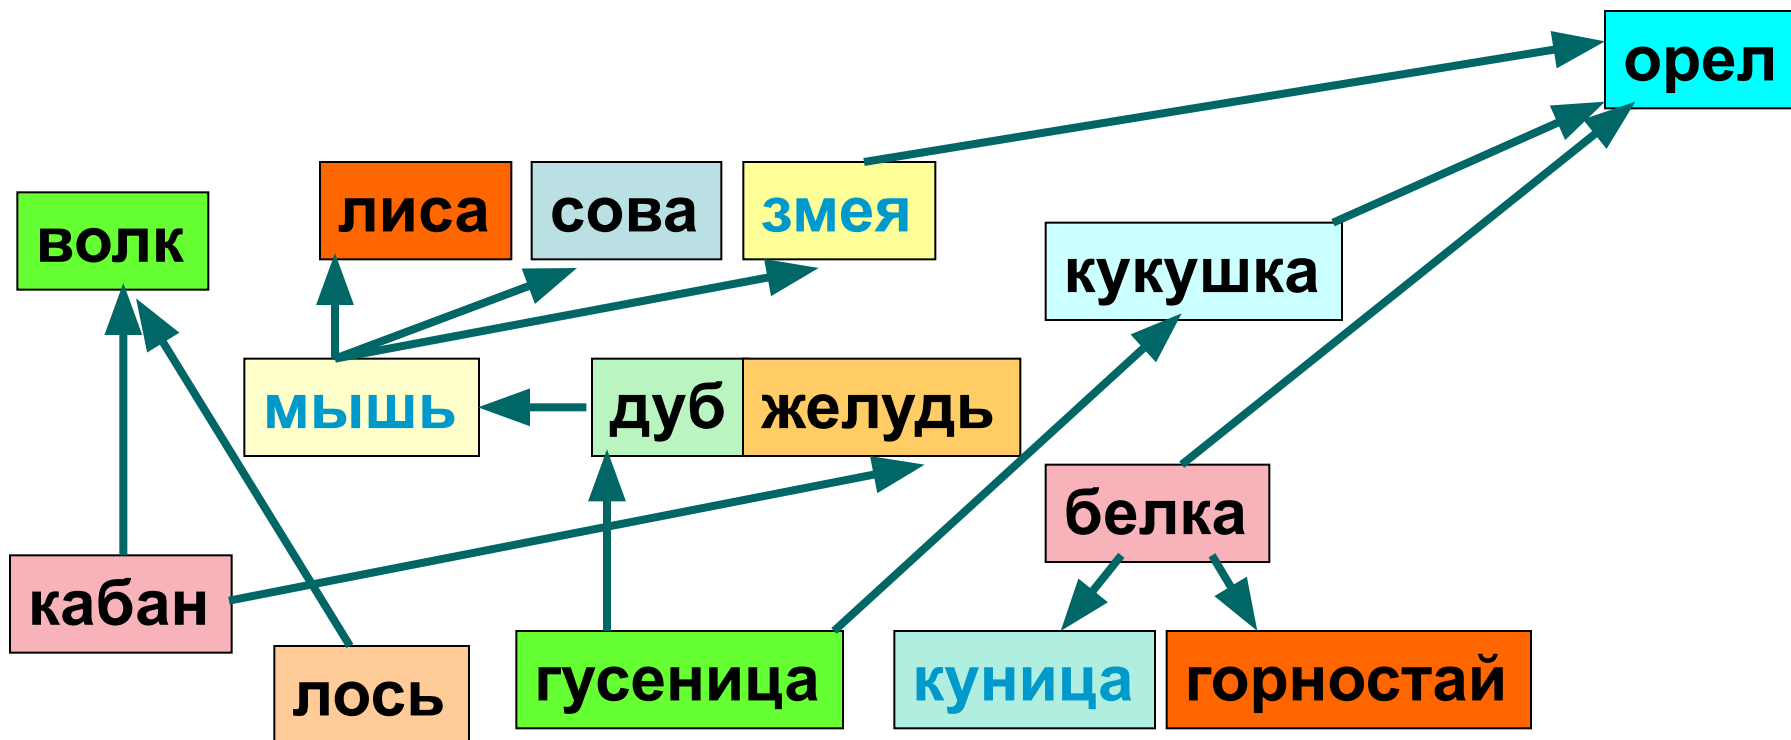 орел
лиса
сова
змея
волк
кукушка
мышь
дуб
желудь
белка
кабан
лось
гусеница
куница
горностай